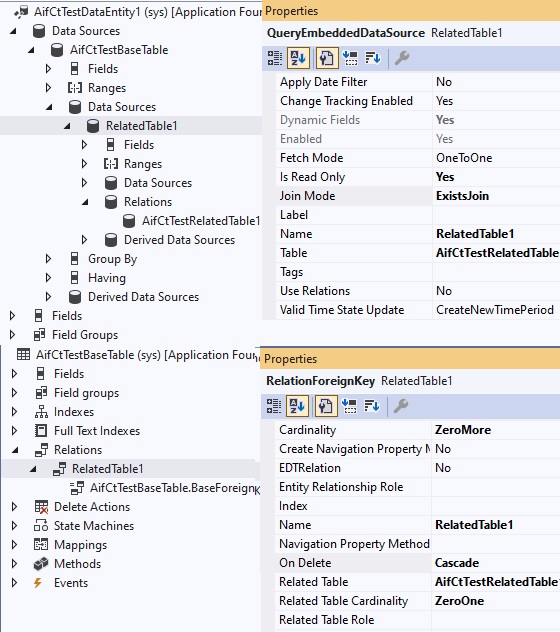 AifCtTestDataEntity1 (sys) [Application Foun
Data Sources
AifCtTestBaseTable
Fields
Ranges
Data Sources
RelatedTable1
Fields
Ranges
Data Sources
Relations
AifCtTestRelatedTable1
Derived Data Sources
Group By
Having
Derived Data Sources
Fields
Field Groups
Properties
QueryEmbeddedDataSource RelatedTable1
Apply Date Filter No
Change Tracking Enabled Yes
Dynamic Fields Yes
Enabled Yes
Fetch Mode OneToOne
Is Read Only Yes
Join Mode ExistsJoin
Label
Name RelatedTable1
Table AifCtTestRelatedTable
Tags
Use Relations No
Valid Time State Update CreateNewTimePeriod
AifCtTestBaseTable (sys) [Application Foun
Fields
Field groups
Indexes
Full Text Indexes
Relations
RelatedTable1
AifCtTestBaseTable.BaseForeignK
Delete Actions
State Machines
Mappings
Methods
Events
Properties
RelationForeignKey RelatedTable1
Cardinality ZeroMore
Create Navigation Property M No
EDTRelation No
Entity Relationship Role
Index
Name RelatedTable1
Navigation Property Method
On Delete Cascade
Related Table AifCtTestRelatedTable
Related Table Cardinality ZeroOne
Related Table Role